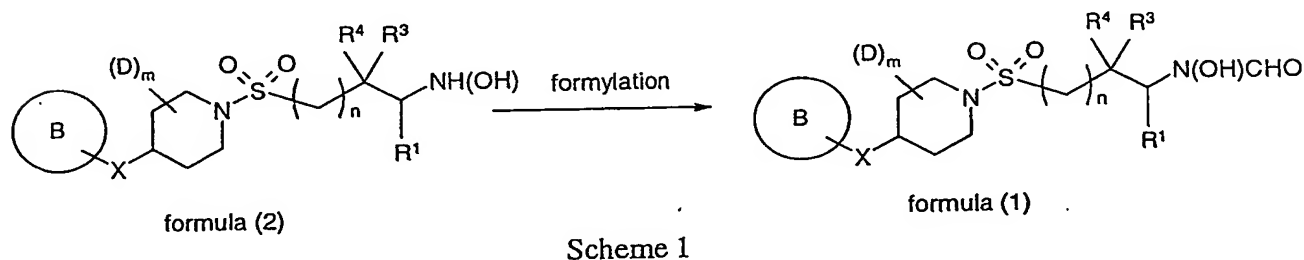 R⁴ R³
(D)m O O
S N NH(OH)
n
B X R¹
formula (2)
formylation
R⁴ R³
(D)m O O
S N N(OH)CHO
n
B X R¹
formula (1)
Scheme 1